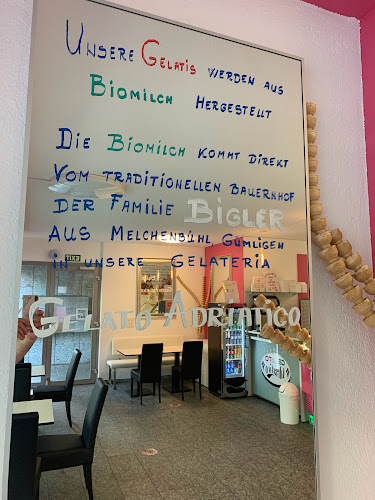 Unsere Gelatis werden aus
Biomilch hergestellt
Die Biomilch kommt direkt
vom traditionellen Bauernhof
der Familie Bigler
aus Melchenbühl Gümligen
in unsere Gelateria
Gelato Adriatico